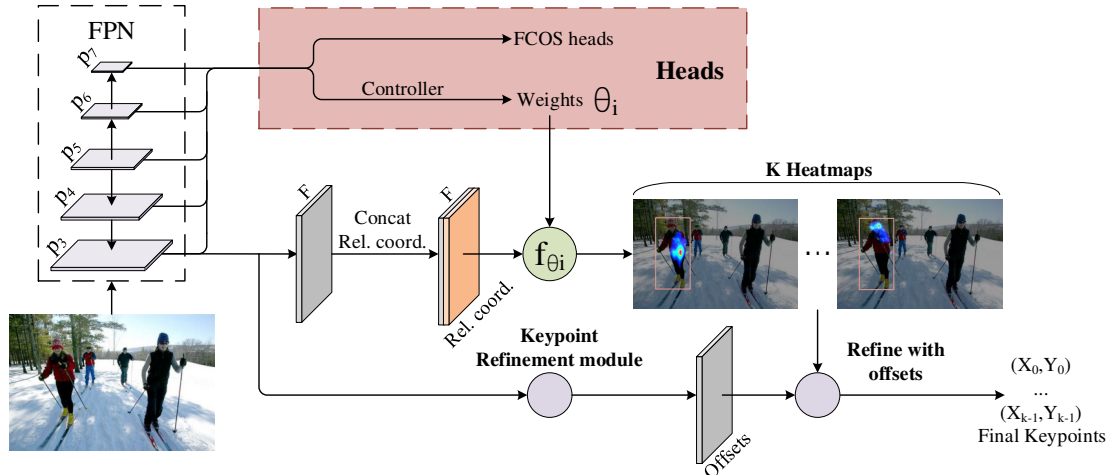 FPN
p7
p6
p5
p4
p3
FCOS heads
Controller
Weights θi
Heads
F
Concat
Rel. coord.
F
Rel. coord.
fθi
K Heatmaps
...
Keypoint
Refinement module
Offsets
Refine with
offsets
(X0,Y0)
...
(Xk-1,Yk-1)
Final Keypoints